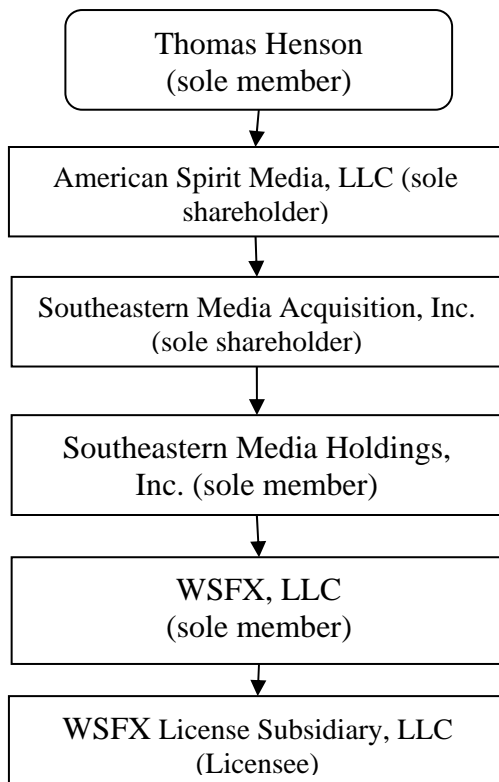 Thomas Henson
(sole member)
American Spirit Media, LLC (sole
shareholder)
Southeastern Media Acquisition, Inc.
(sole shareholder)
Southeastern Media Holdings,
Inc. (sole member)
WSFX, LLC
(sole member)
WSFX License Subsidiary, LLC
(Licensee)